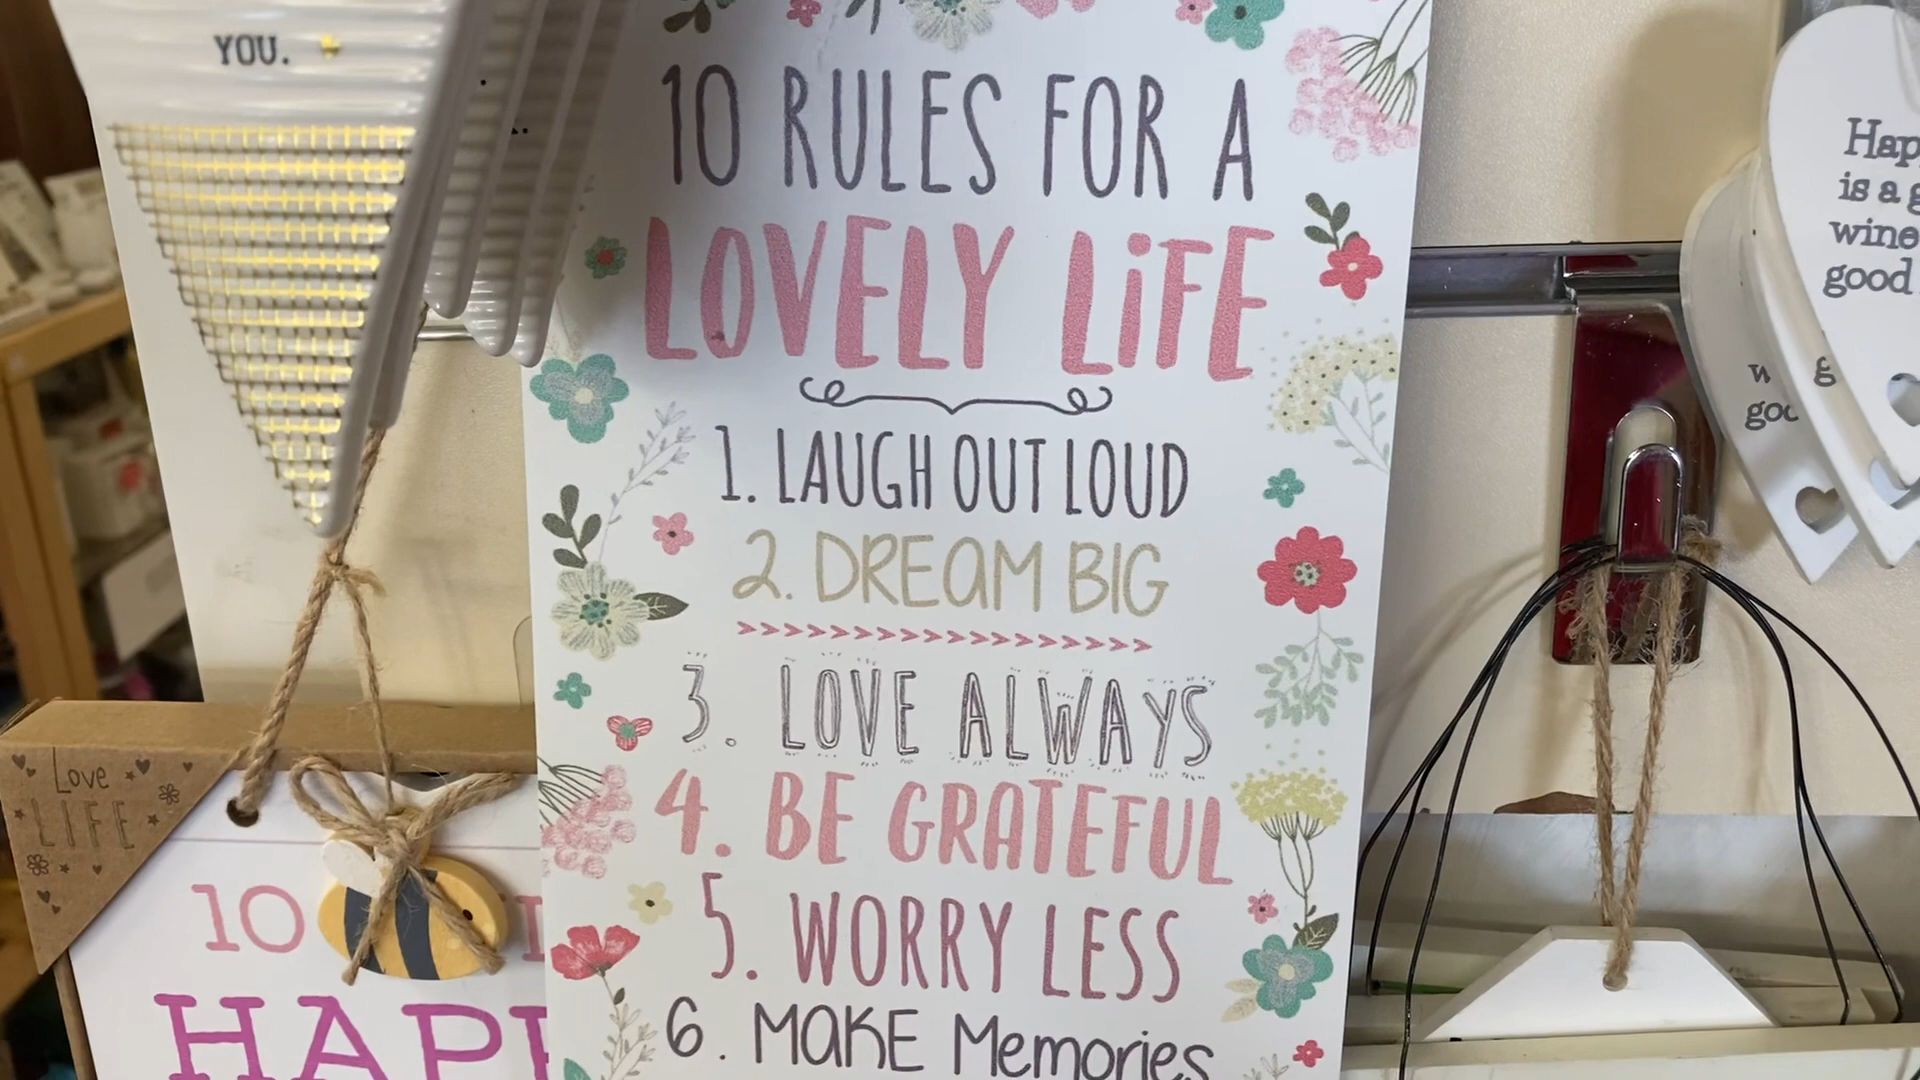 YOU.
10 RULES FOR A
LOVELY LiFE
1. LAUGH OUT LOUD
2. DREAM BIG
3. LOVE ALWAYS
4. BE GRATEFUL
5. WORRY LESS
6. MAKE Memories
Love
LIFE
10
is a
wine
good